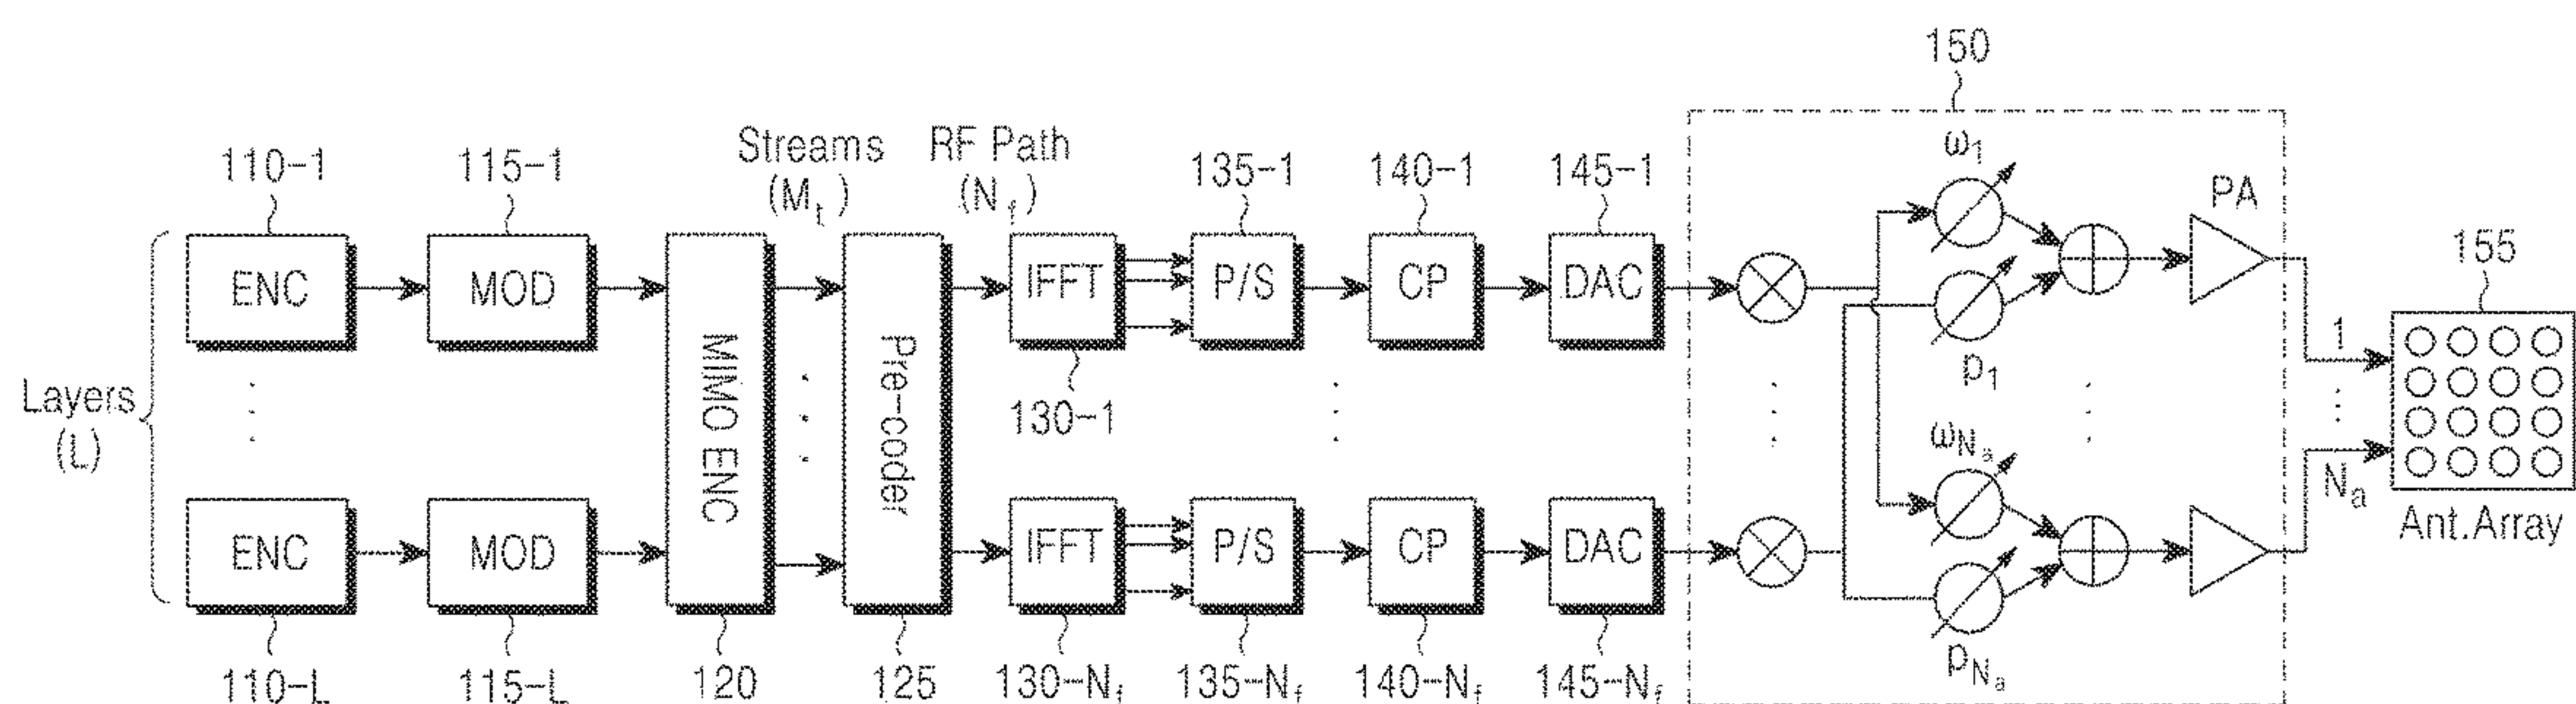 150
110-1
115-1
Streams
(Mt)
RF Path
(Nf)
135-1
140-1
145-1
ω1
PA
155
ENC
MOD
IFFT
P/S
CP
DAC
p1
1
Layers
(L)
MIMO ENC
Pre-coder
130-1
ωNa
Na
Ant.Array
ENC
MOD
IFFT
P/S
CP
DAC
pNa
110-L
115-L
120
125
130-Nf
135-Nf
140-Nf
145-Nf